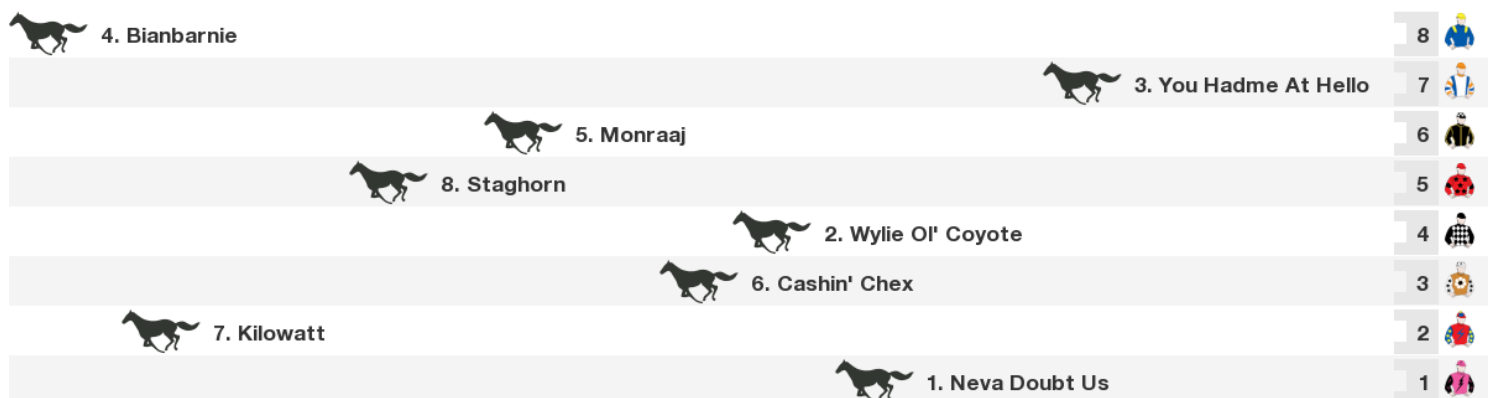 4. Bianbarnie 8
3. You Hadme At Hello 7
5. Monraaj 6
8. Staghorn 5
2. Wylie Ol' Coyote 4
6. Cashin' Chex 3
7. Kilowatt 2
1. Neva Doubt Us 1